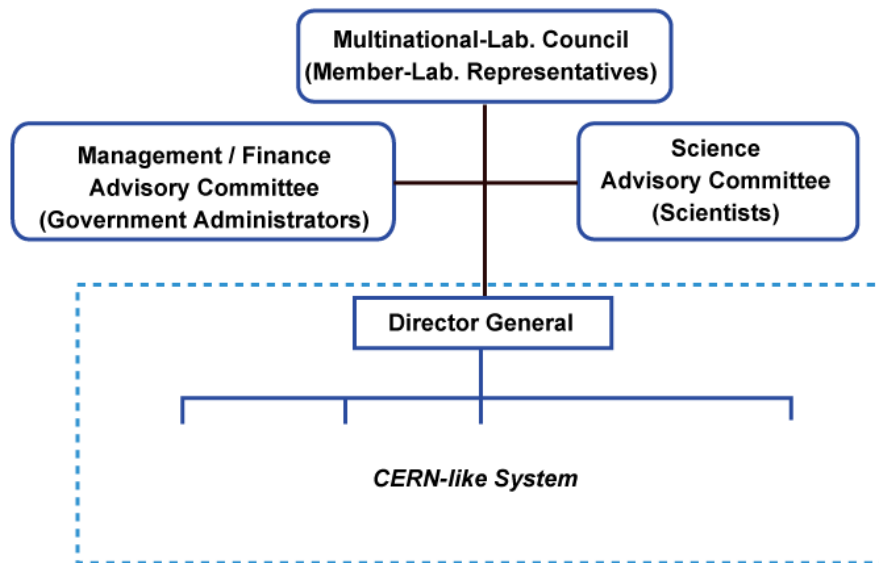 Multinational-Lab. Council
(Member-Lab. Representatives)
Management / Finance
Advisory Committee
(Government Administrators)
Science
Advisory Committee
(Scientists)
Director General
CERN-like System